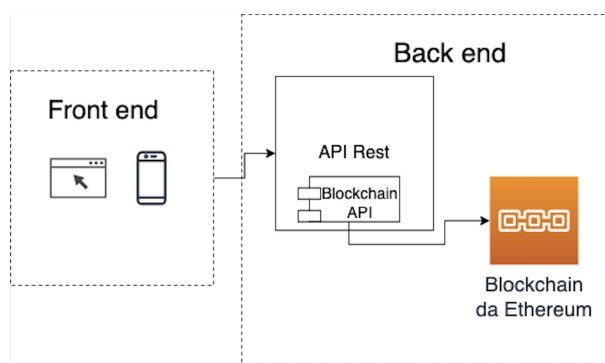 Back end
Front end
API Rest
Blockchain
API
Blockchain
da Ethereum